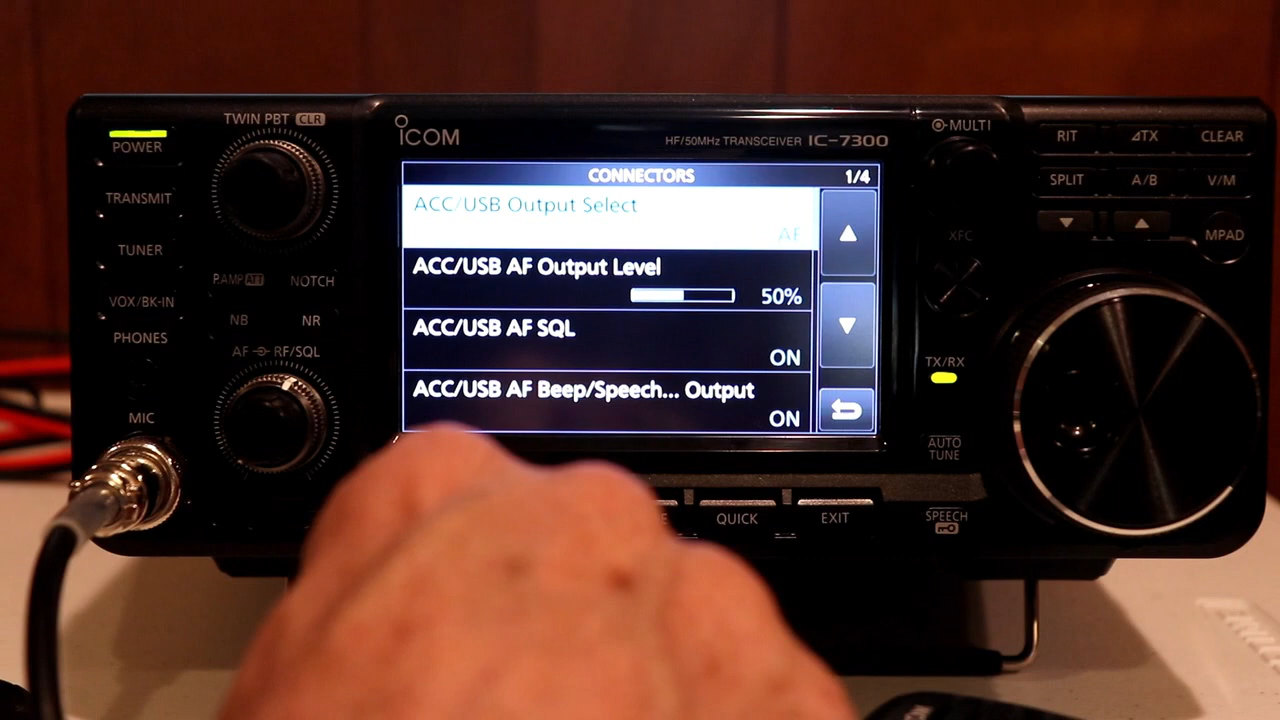 TWIN PBT CLR
POWER
TRANSMIT
TUNER
P.AMP ATT
NOTCH
VOX/BK-IN
NB
NR
PHONES
AF
RF/SQL
MIC
ICOM
HF/50MHz TRANSCEIVER IC-7300
CONNECTORS
1/4
ACC/USB Output Select
AF
ACC/USB AF Output Level
50%
ACC/USB AF SQL
ON
ACC/USB AF Beep/Speech... Output
ON
QUICK
EXIT
MULTI
RIT
⊿TX
CLEAR
SPLIT
A/B
V/M
XFC
MPAD
TX/RX
AUTO
TUNE
SPEECH